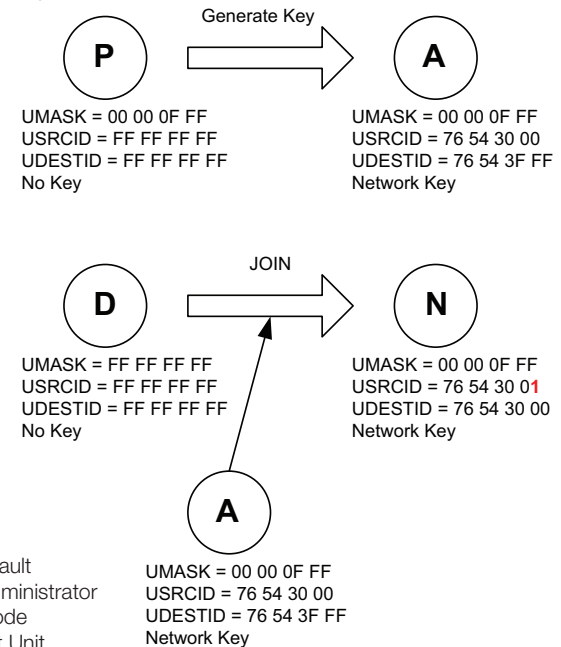 Generate Key
P
A
UMASK = 00 00 0F FF
USRCID = FF FF FF FF
UDESTID = FF FF FF FF
No Key
UMASK = 00 00 0F FF
USRCID = 76 54 30 00
UDESTID = 76 54 3F FF
Network Key
JOIN
D
N
UMASK = FF FF FF FF
USRCID = FF FF FF FF
UDESTID = FF FF FF FF
No Key
UMASK = 00 00 0F FF
USRCID = 76 54 30 01
UDESTID = 76 54 30 00
Network Key
A
UMASK = 00 00 0F FF
USRCID = 76 54 30 00
UDESTID = 76 54 3F FF
Network Key
ault
ministrator
ode
Unit